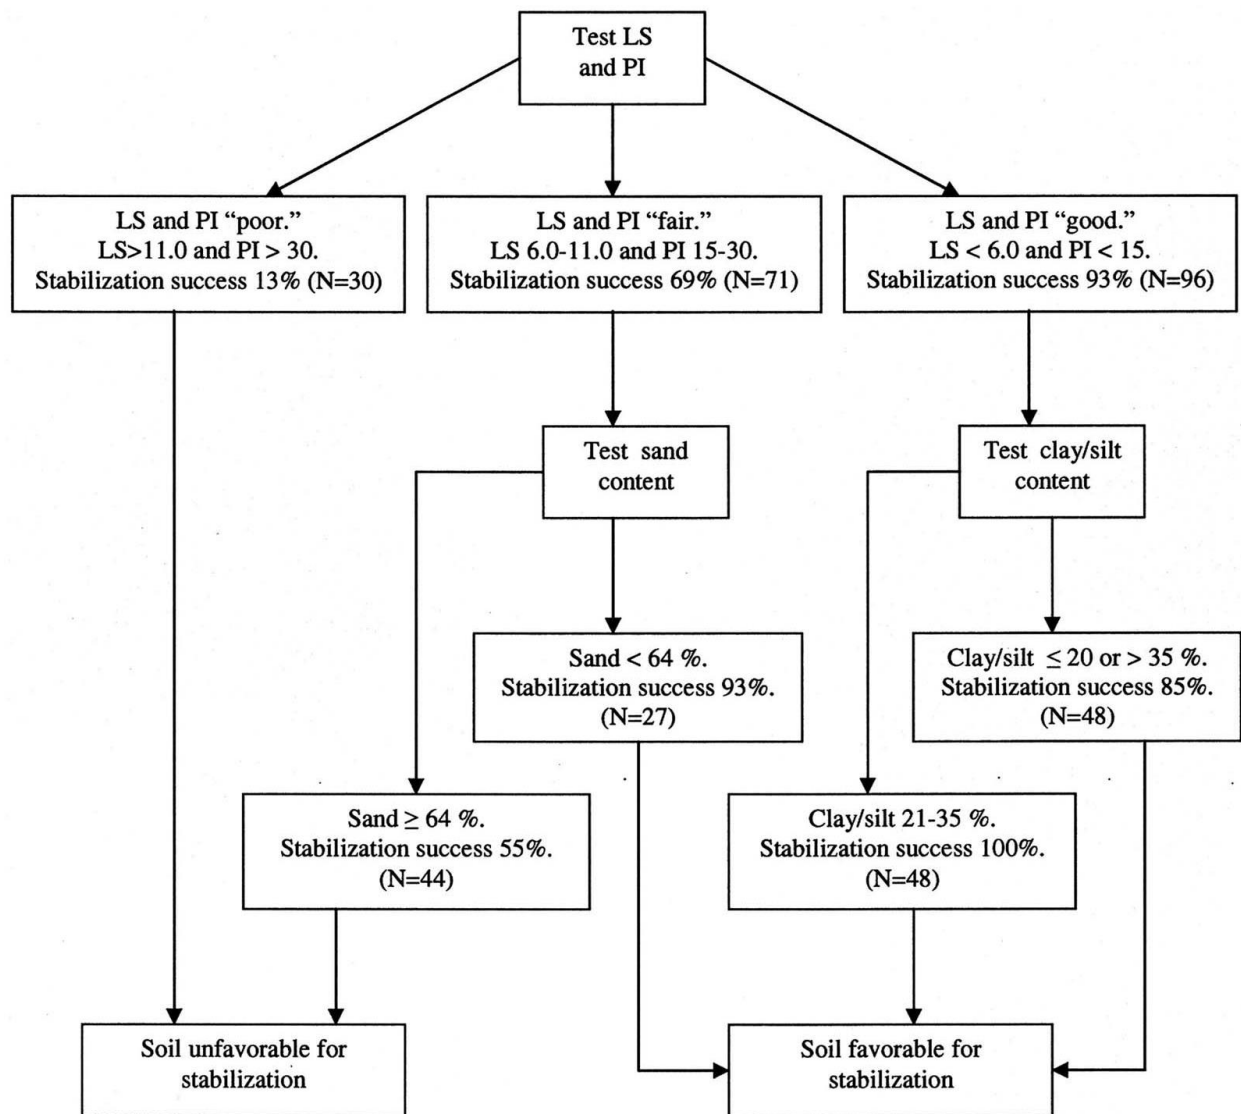 Test LS
and PI
LS and PI “poor.”
LS>11.0 and PI > 30.
Stabilization success 13% (N=30)
LS and PI “fair.”
LS 6.0-11.0 and PI 15-30.
Stabilization success 69% (N=71)
LS and PI “good.”
LS < 6.0 and PI < 15.
Stabilization success 93% (N=96)
Test sand
content
Test clay/silt
content
Sand < 64 %.
Stabilization success 93%.
(N=27)
Clay/silt ≤ 20 or > 35 %.
Stabilization success 85%.
(N=48)
Sand ≥ 64 %.
Stabilization success 55%.
(N=44)
Clay/silt 21-35 %.
Stabilization success 100%.
(N=48)
Soil unfavorable for
stabilization
Soil favorable for
stabilization